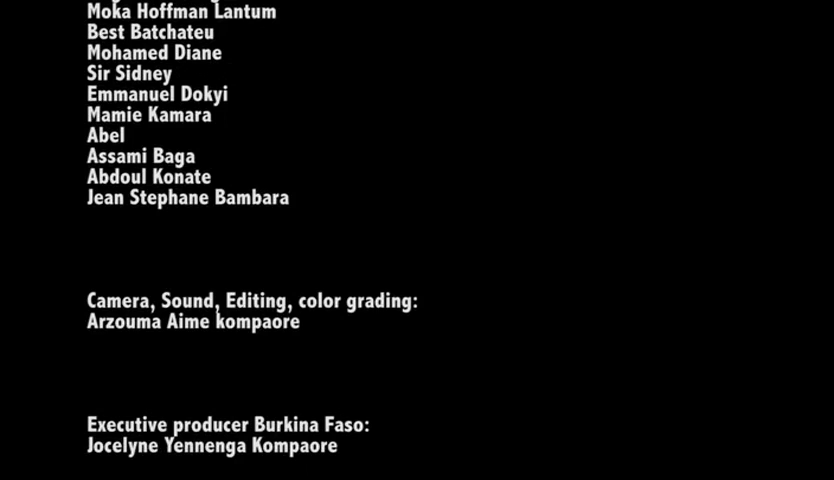 Moka Hoffman Lantum
Best Batchateu
Mohamed Diane
Sir Sidney
Emmanuel Dokyi
Mamie Kamara
Abel
Assami Baga
Abdoul Konate
Jean Stephane Bambara
Camera, Sound, Editing, color grading:
Arzouma Aime kompaore
Executive producer Burkina Faso:
Jocelyne Yennenga Kompaore